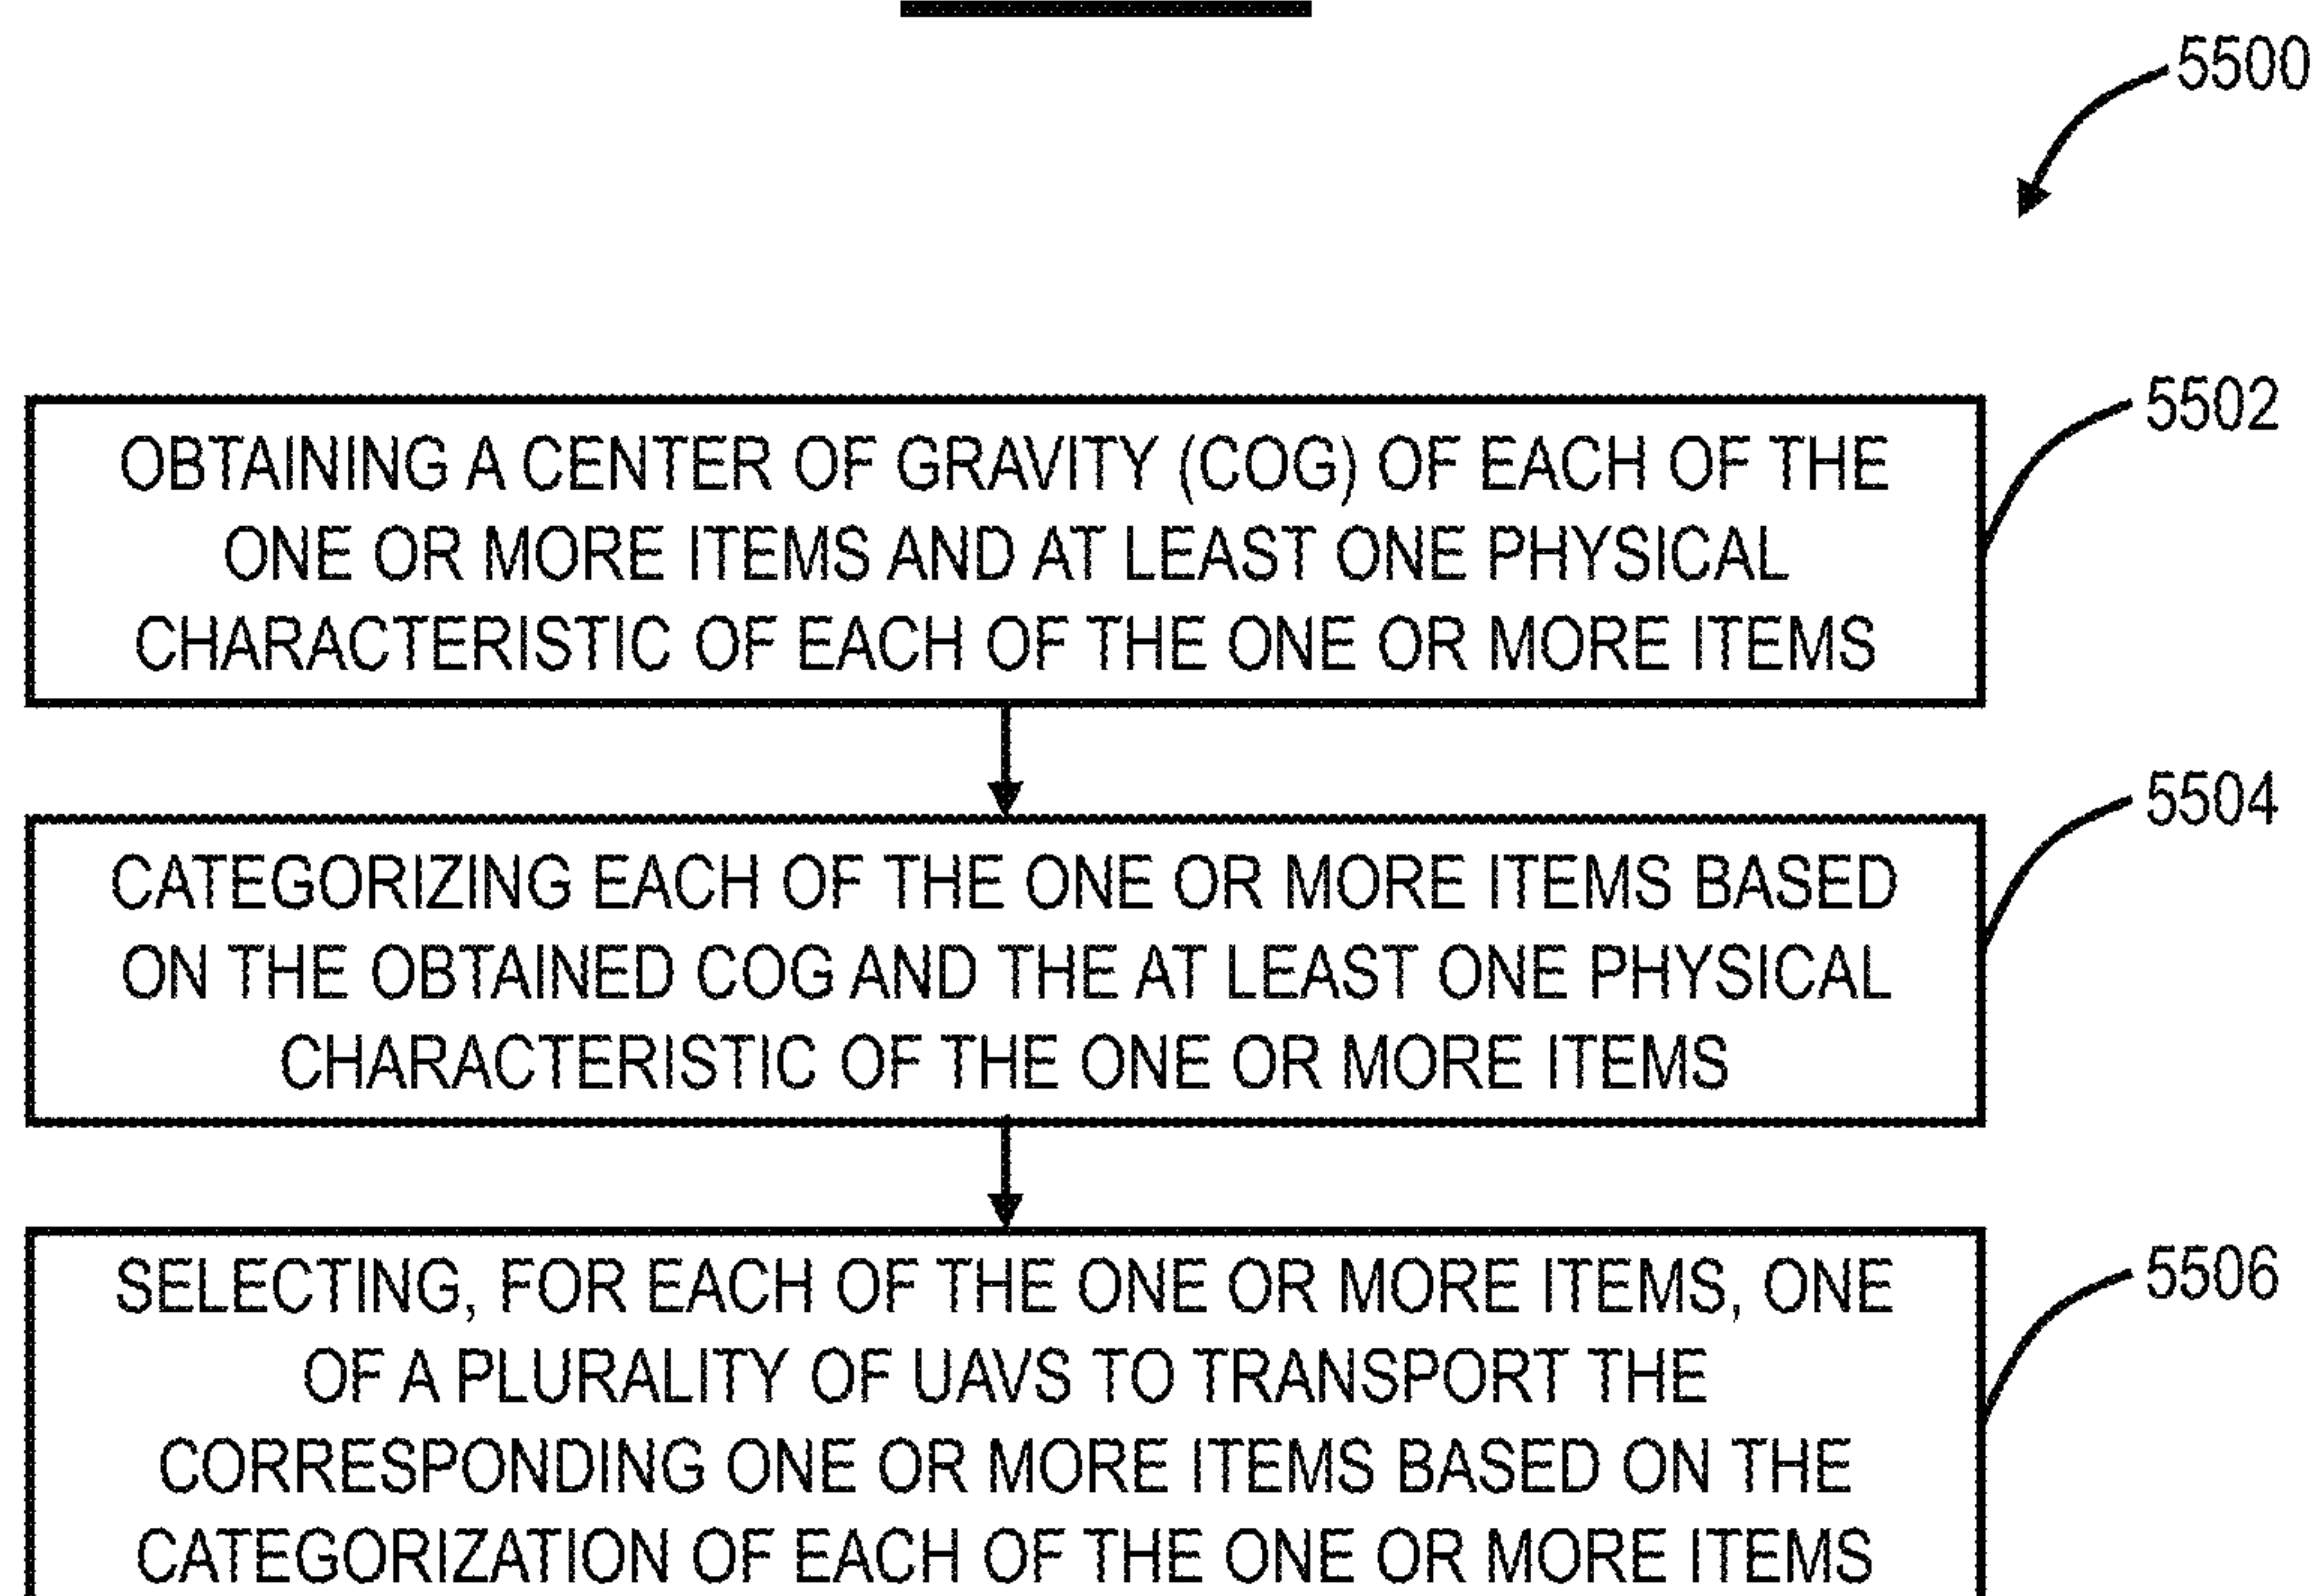 5500
5502
OBTAINING A CENTER OF GRAVITY (COG) OF EACH OF THE
ONE OR MORE ITEMS AND AT LEAST ONE PHYSICAL
CHARACTERISTIC OF EACH OF THE ONE OR MORE ITEMS
5504
CATEGORIZING EACH OF THE ONE OR MORE ITEMS BASED
ON THE OBTAINED COG AND THE AT LEAST ONE PHYSICAL
CHARACTERISTIC OF THE ONE OR MORE ITEMS
5506
SELECTING, FOR EACH OF THE ONE OR MORE ITEMS, ONE
OF A PLURALITY OF UAVS TO TRANSPORT THE
CORRESPONDING ONE OR MORE ITEMS BASED ON THE
CATEGORIZATION OF EACH OF THE ONE OR MORE ITEMS